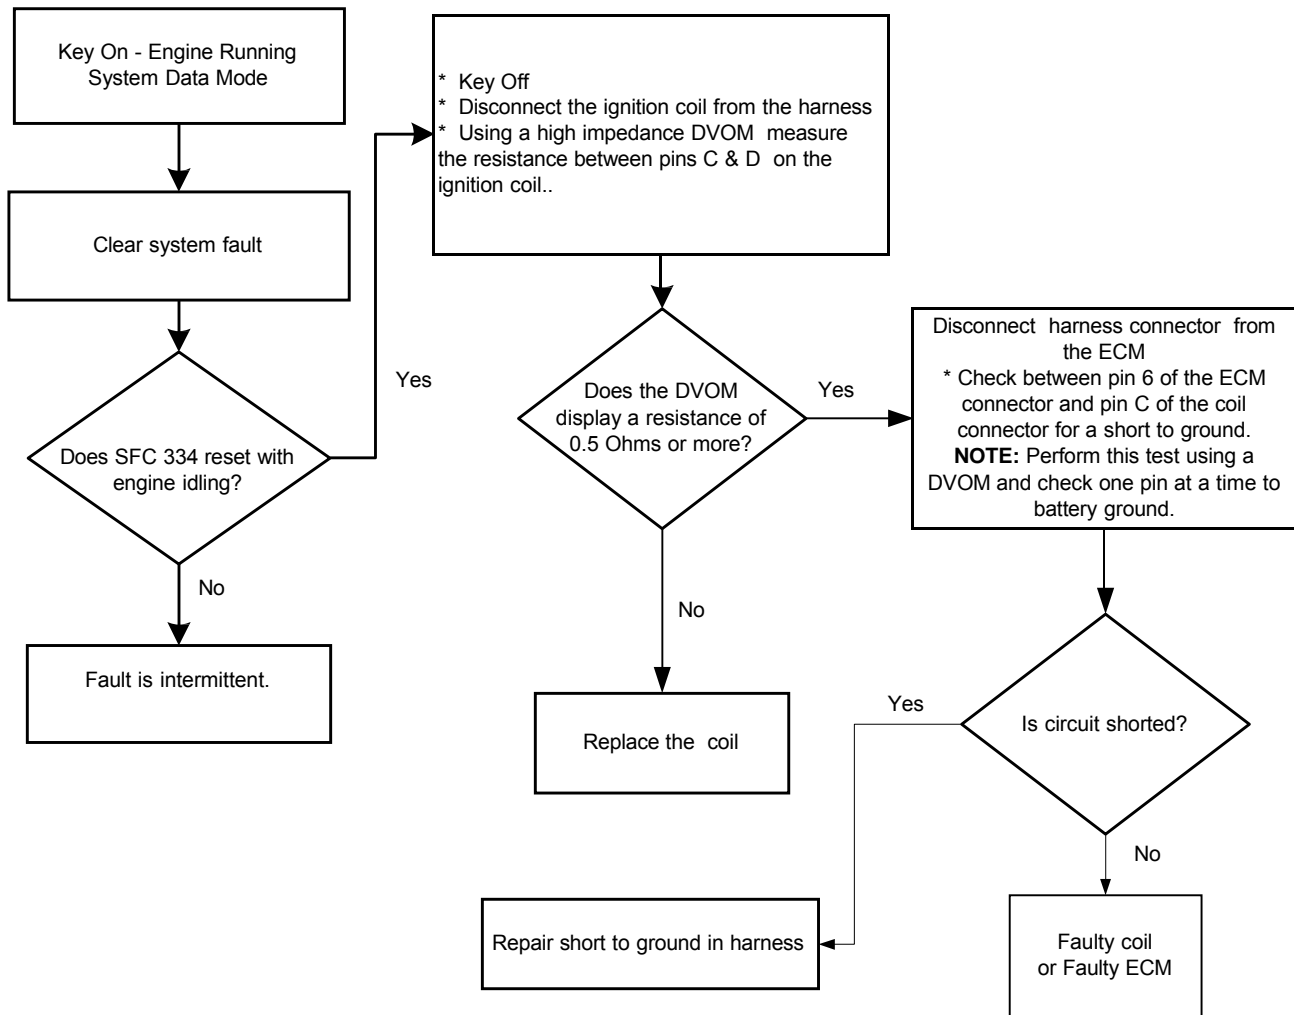 Key On - Engine Running
System Data Mode
Clear system fault
Does SFC 334 reset with
engine idling?
Yes
No
Fault is intermittent.
* Key Off
* Disconnect the ignition coil from the harness
* Using a high impedance DVOM measure
the resistance between pins C & D on the
ignition coil..
Does the DVOM
display a resistance of
0.5 Ohms or more?
Yes
No
Replace the coil
Disconnect harness connector from
the ECM
* Check between pin 6 of the ECM
connector and pin C of the coil
connector for a short to ground.
NOTE: Perform this test using a
DVOM and check one pin at a time to
battery ground.
Is circuit shorted?
Yes
No
Repair short to ground in harness
Faulty coil
or Faulty ECM